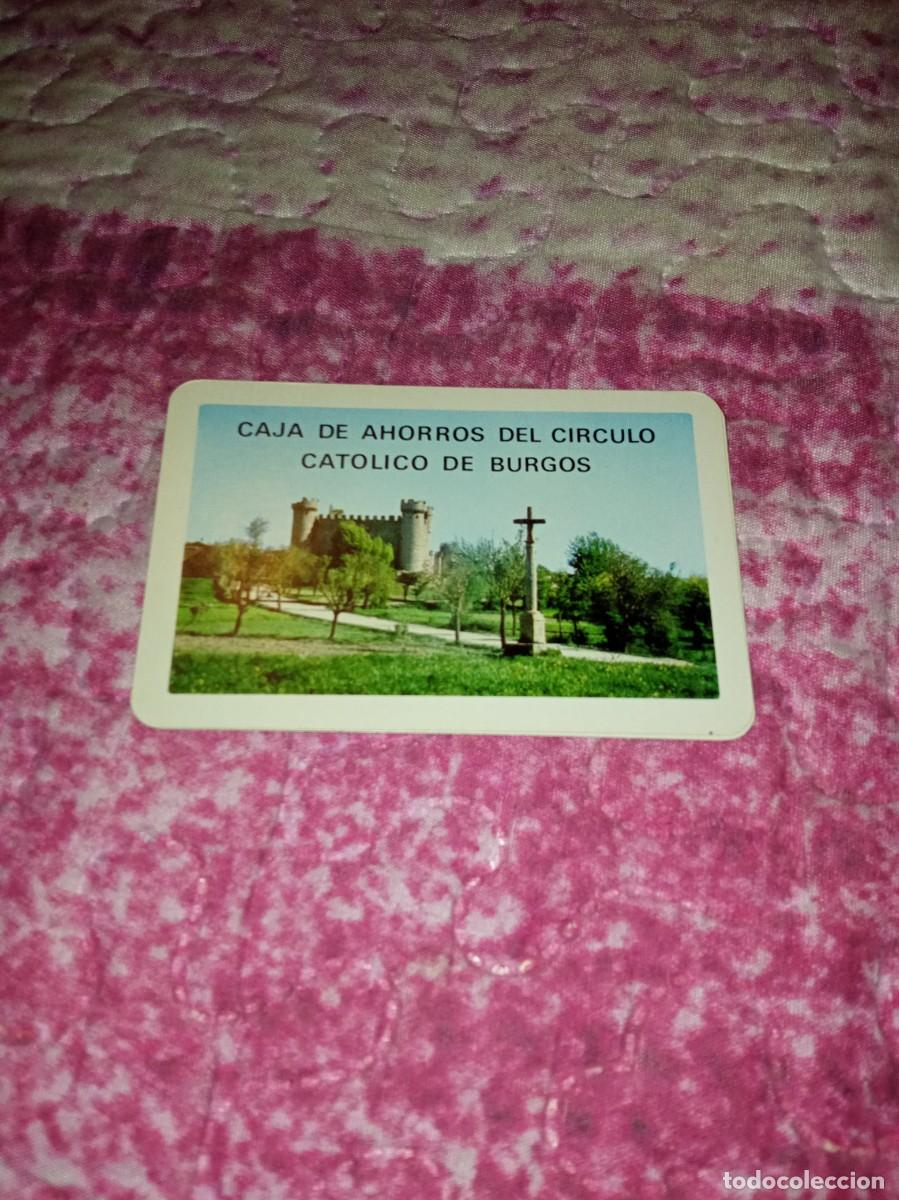 CAJA DE AHORROS DEL CIRCULO
CATOLICO DE BURGOS
todocoleccion